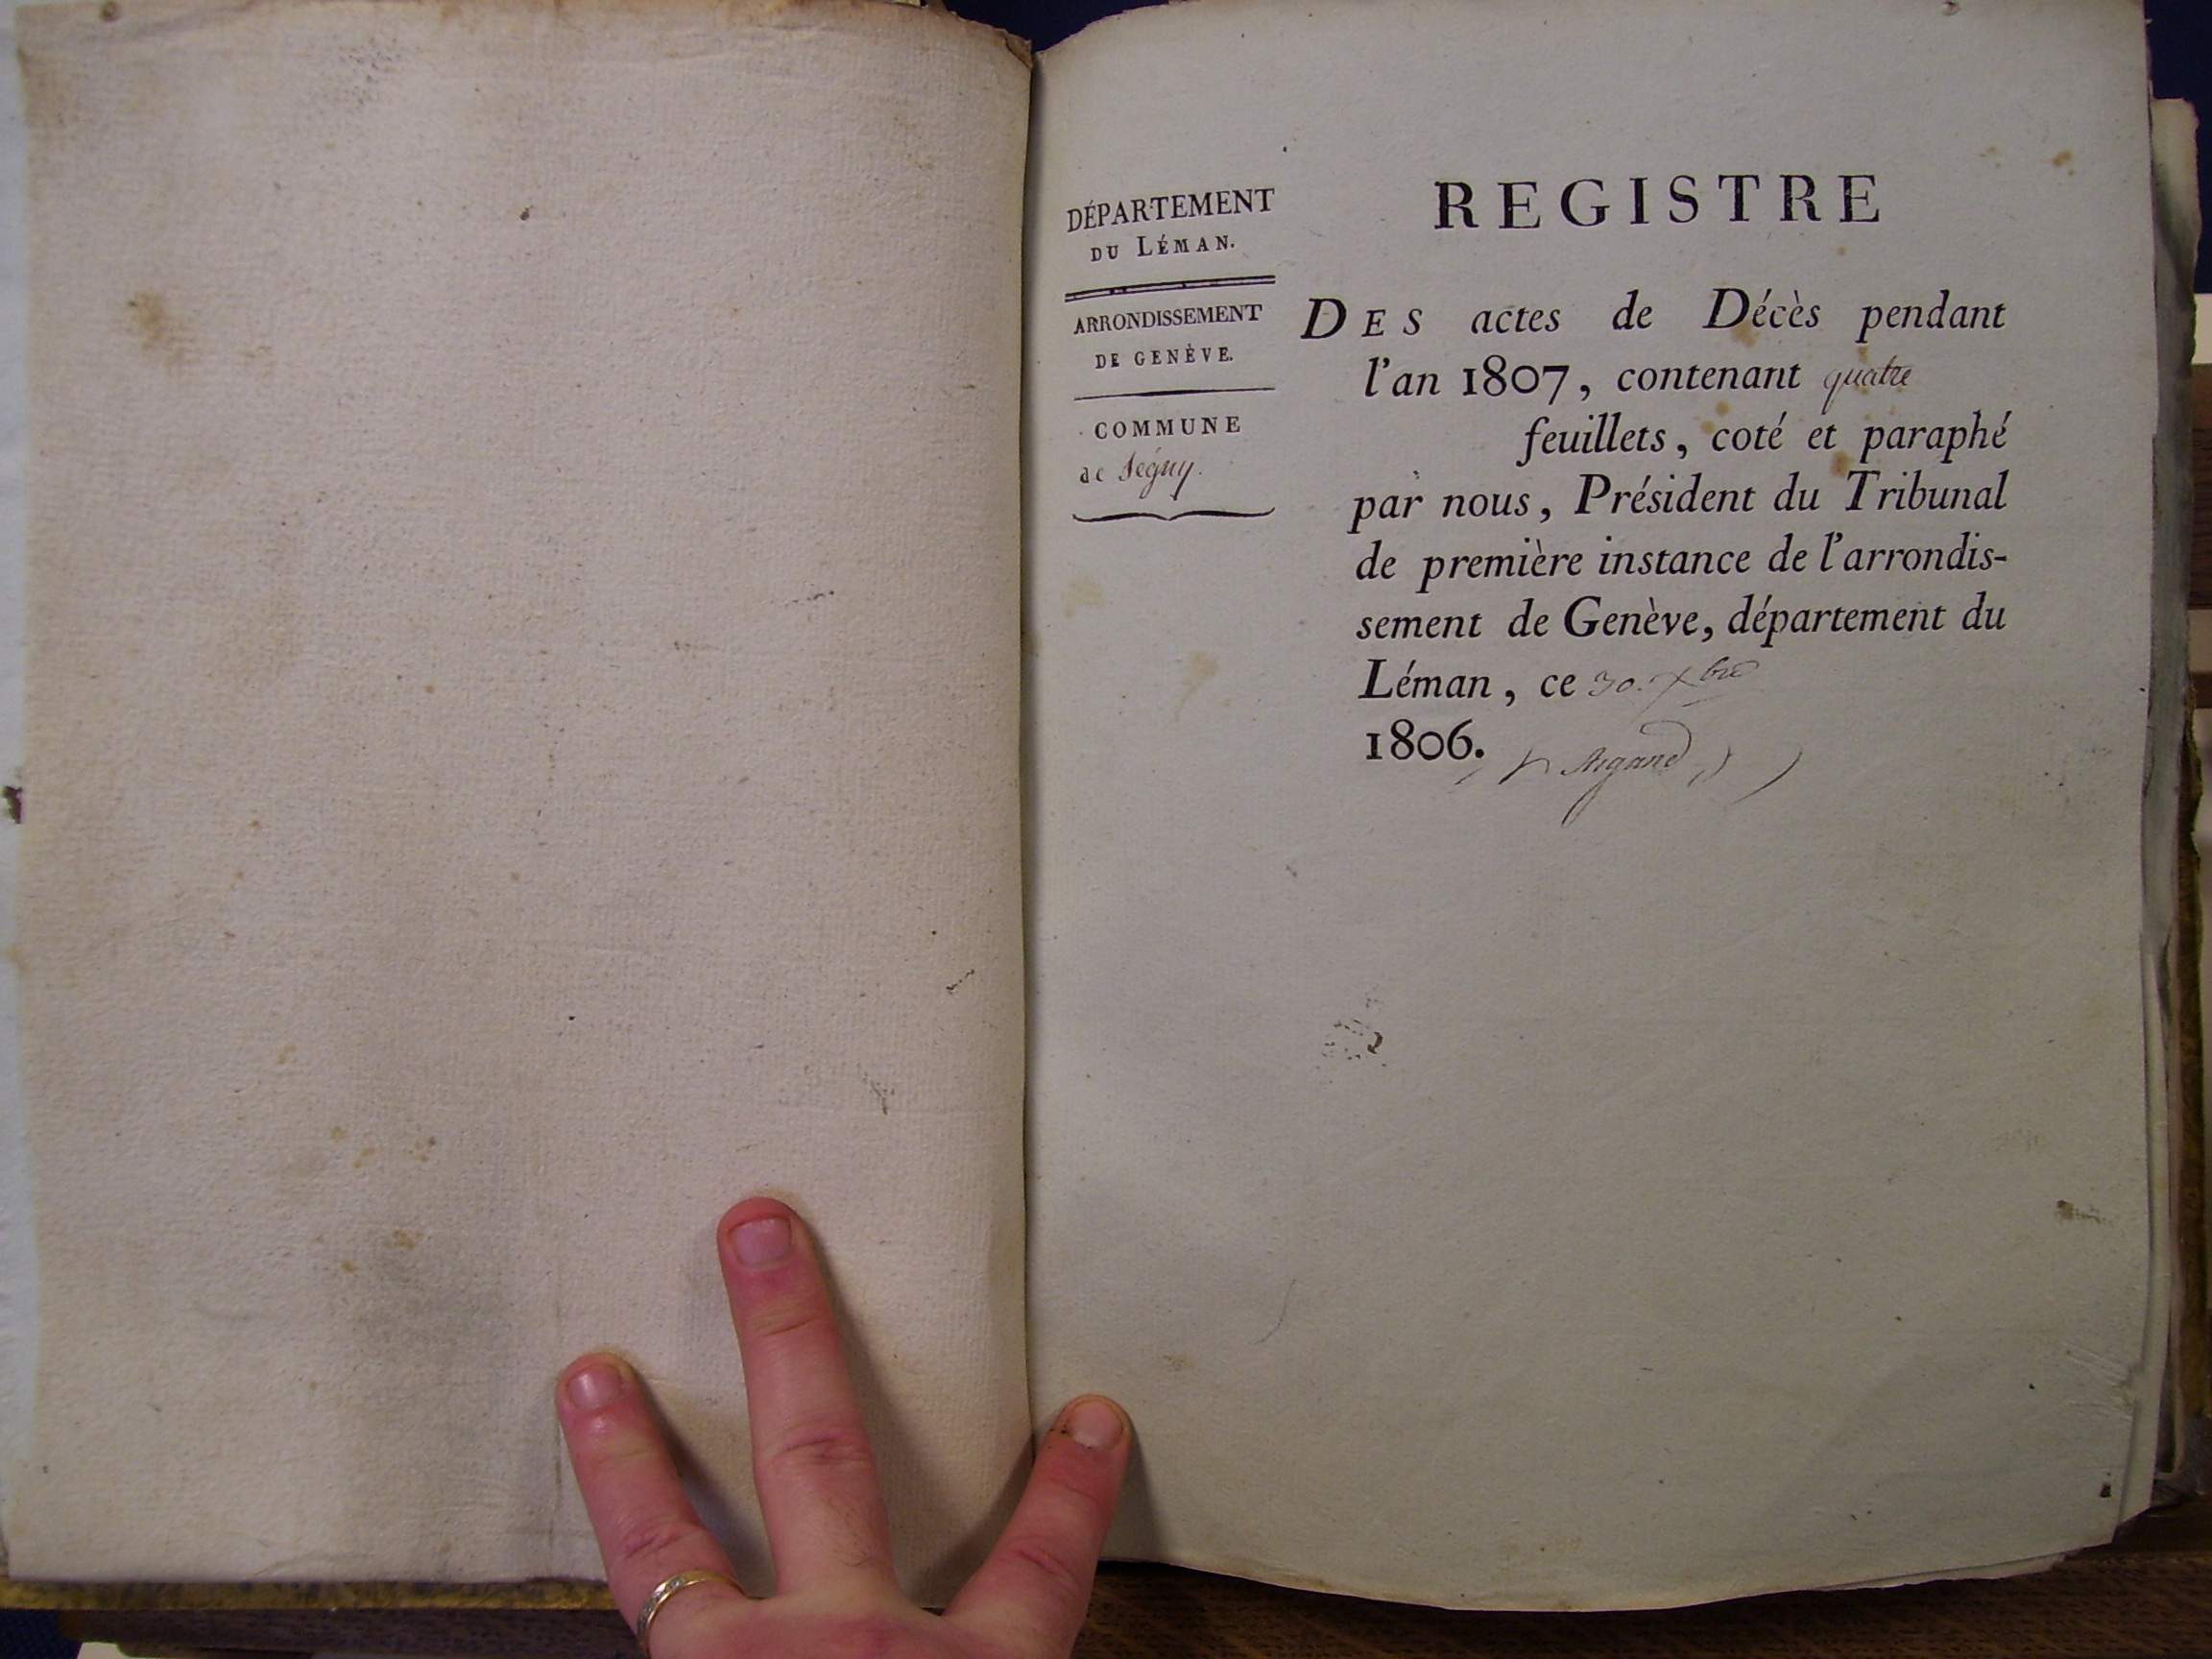 DÉPARTEMENT
DU LÉMAN.
ARRONDISSEMENT
DE GENÈVE.
COMMUNE
de Ségny.
REGISTRE
DES actes de Décès pendant
l'an 1807, contenant quatre
feuillets, coté et paraphé
par nous, Président du Tribunal
de première instance de l'arrondis-
sement de Genève, département du
Léman, ce 30. Xbre
1806. Argand